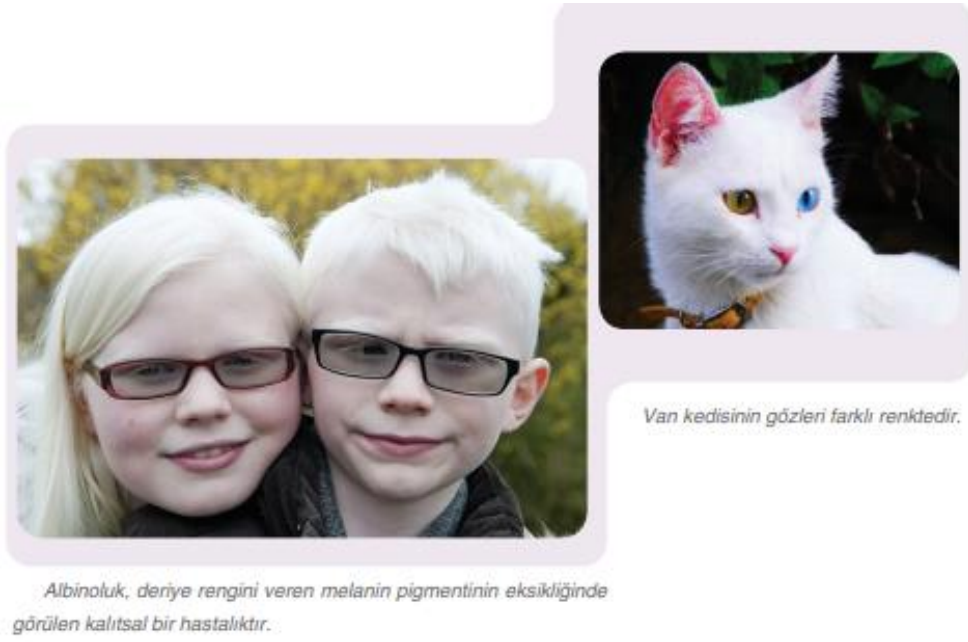 Van kedisinin gözleri farklı renktedir.
Albinoluk, deriye rengini veren melanin pigmentinin eksikliğinde
görülen kalıtsal bir hastalıktır.